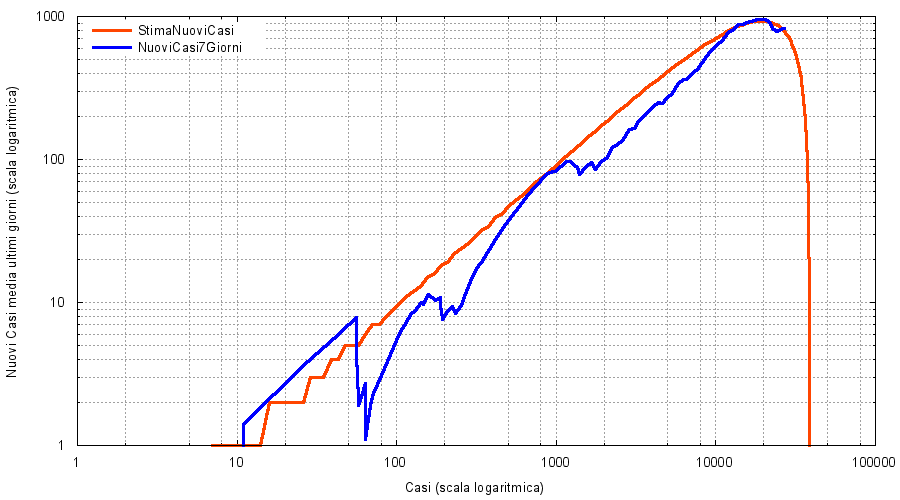 1000
StimaNuoviCasi
NuoviCasi7Giorni
100
10
1
Nuovi Casi media ultimi giorni (scala logaritmica)
1 10 100 1000 10000 100000
Casi (scala logaritmica)